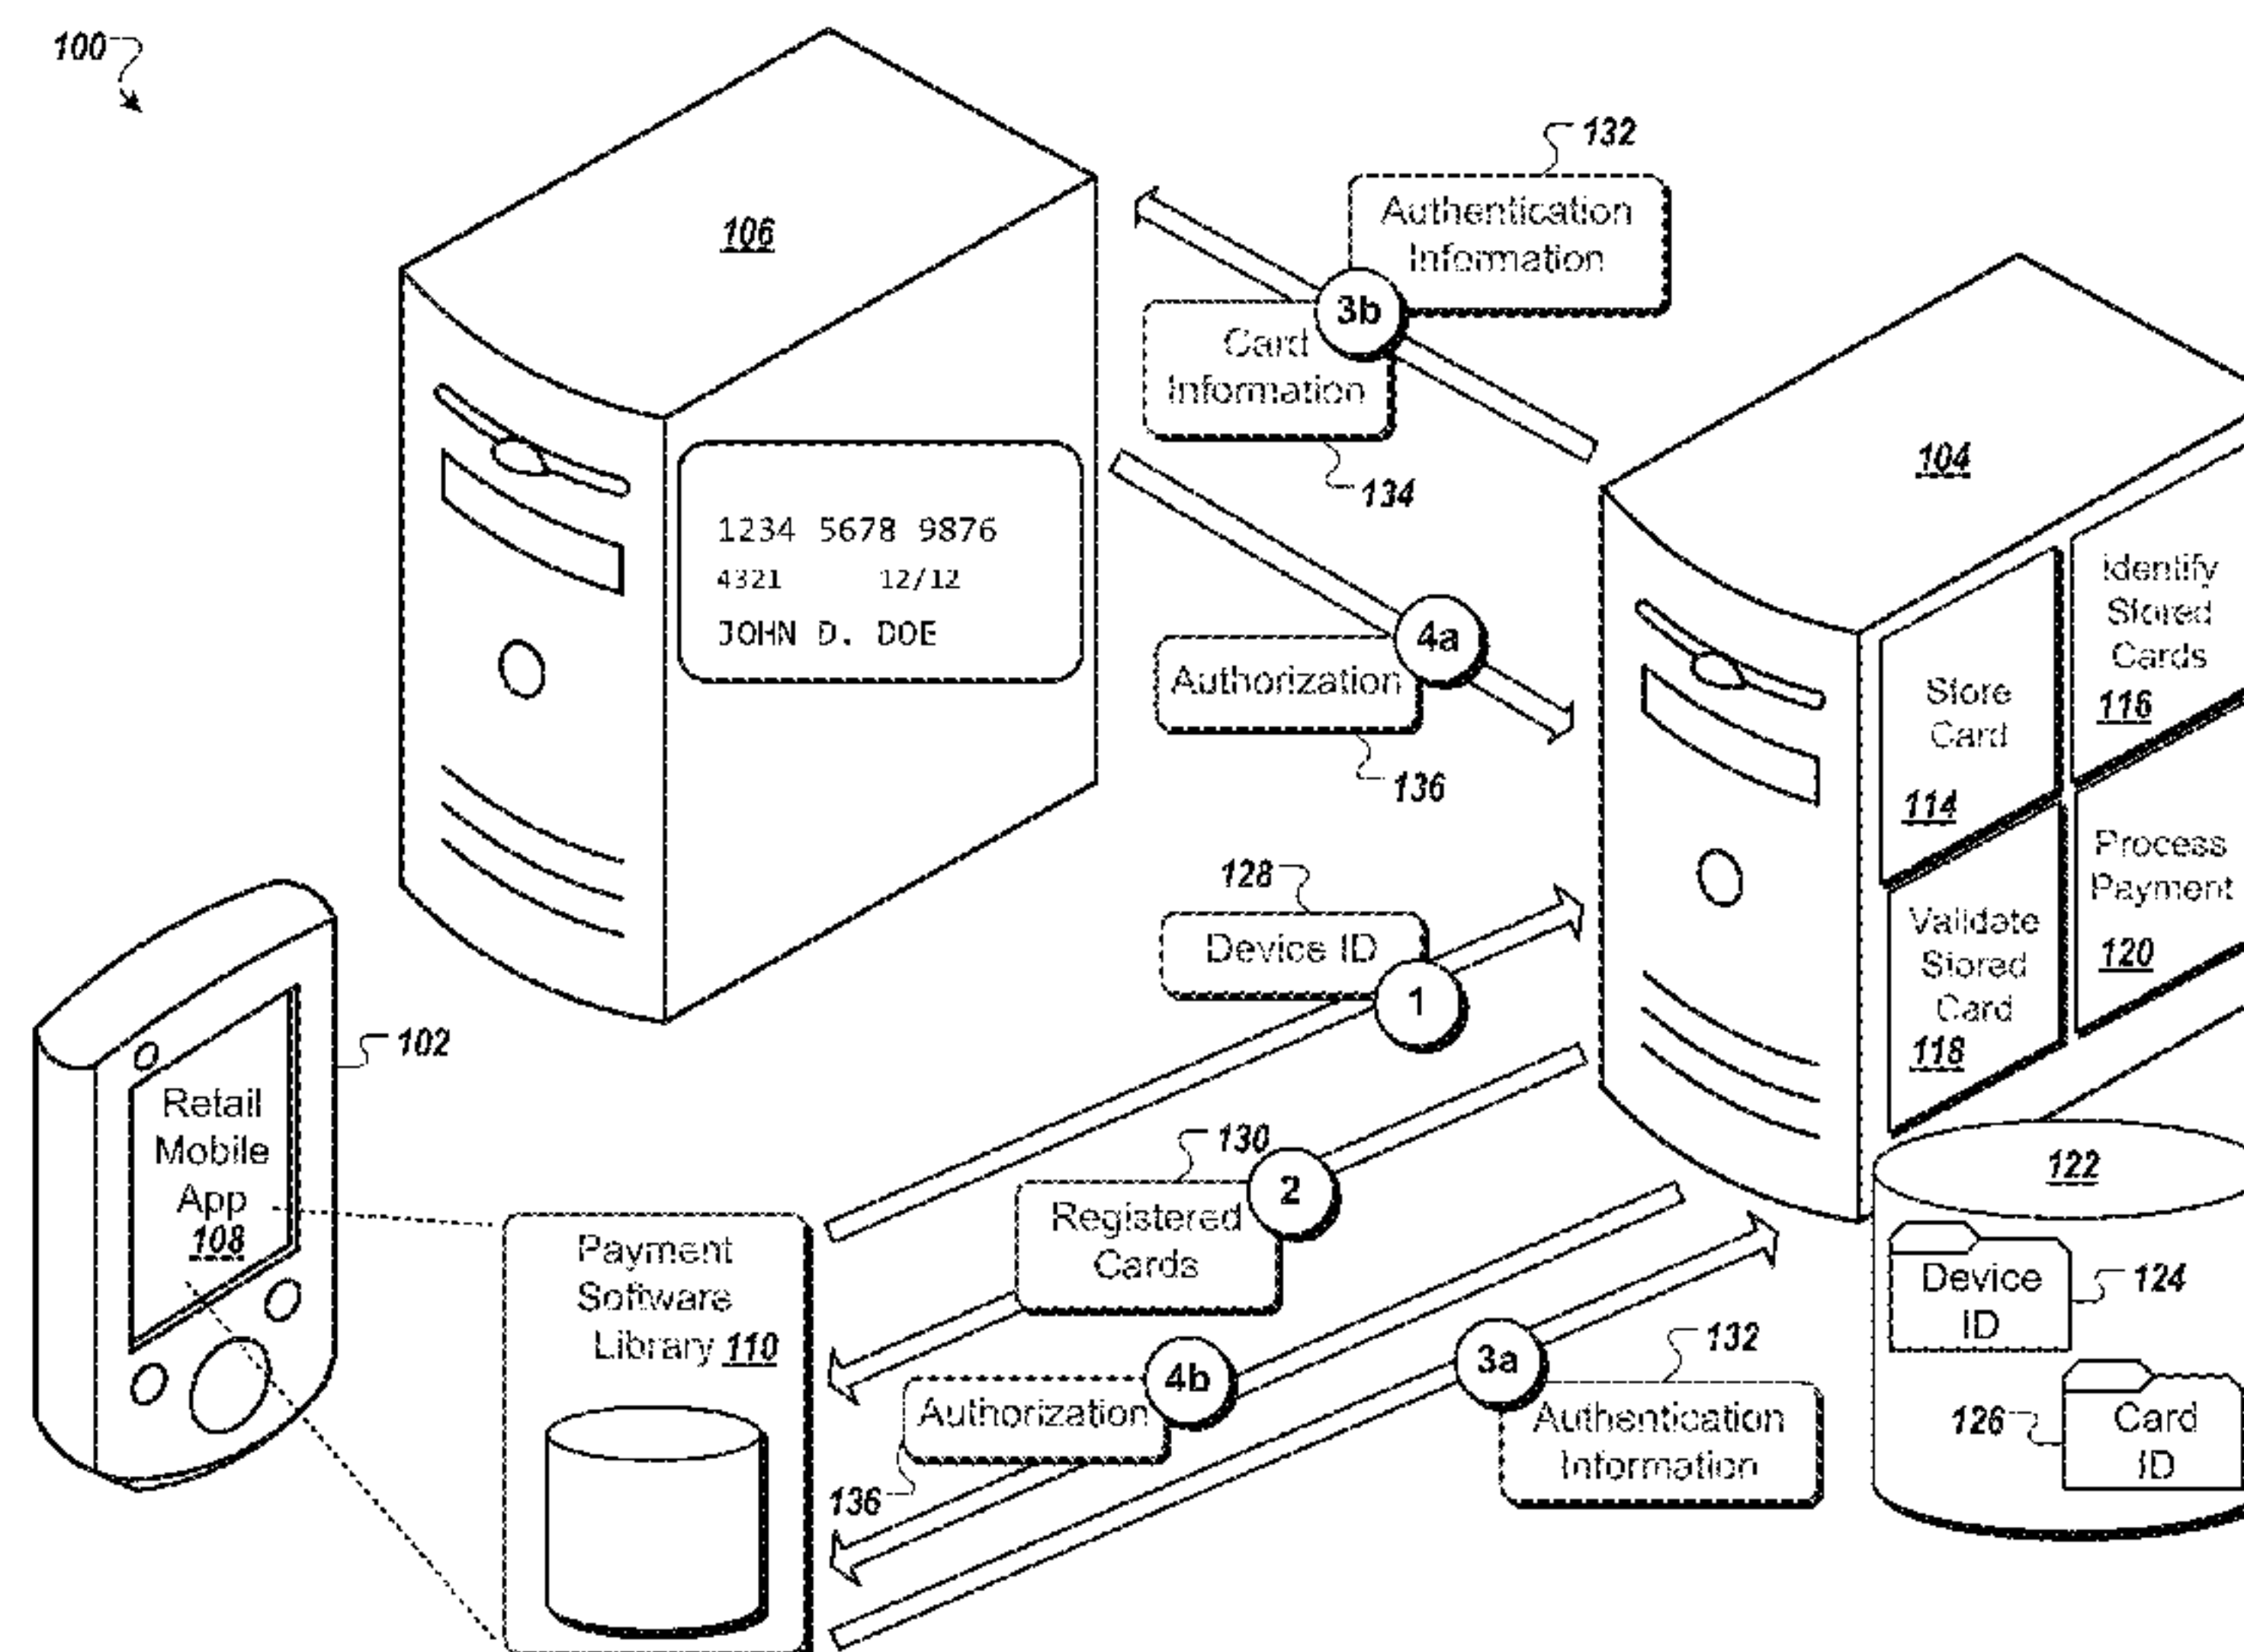 100
106
1234 5678 9876
4321 12/12
JOHN D. DOE
132
Authentication
Information
3b
Card
Information
134
4a
Authorization
136
104
Identify
Stored
Cards
116
Store
Card
114
Process
Payment
120
Validate
Stored
Card
118
128
Device ID
1
102
Retail
Mobile
App
108
130
2
Registered
Cards
Payment
Software
Library 110
4b
Authorization
136
3a
132
Authentication
Information
122
Device
ID
124
126
Card
ID